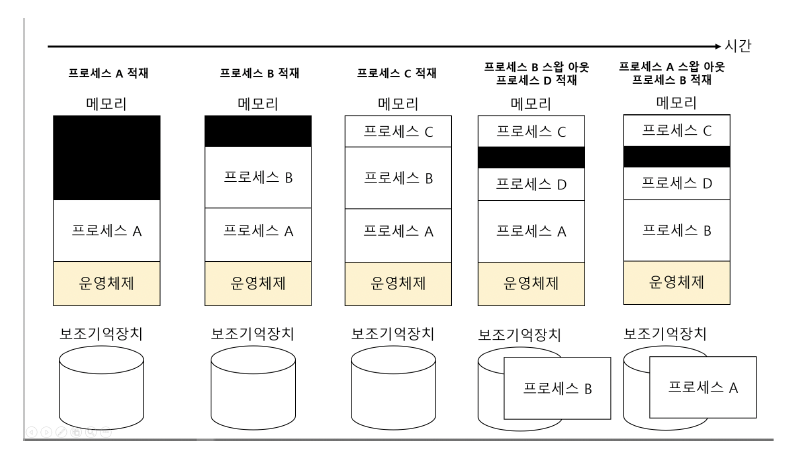 시간
프로세스 A 적재
메모리
프로세스 A
운영체제
보조기억장치
프로세스 B 적재
메모리
프로세스 B
프로세스 A
운영체제
보조기억장치
프로세스 C 적재
메모리
프로세스 C
프로세스 B
프로세스 A
운영체제
보조기억장치
프로세스 B 스왑 아웃
프로세스 D 적재
메모리
프로세스 C
프로세스 D
프로세스 A
운영체제
보조기억장치
프로세스 B
프로세스 A 스왑 아웃
프로세스 B 적재
메모리
프로세스 C
프로세스 D
프로세스 B
운영체제
보조기억장치
프로세스 A